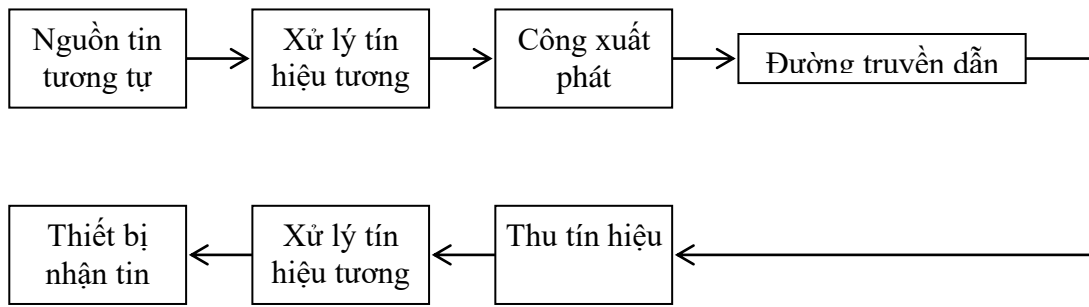 Nguồn tin
tương tự
Xử lý tín
hiệu tương
Công xuất
phát
Đường truyền dẫn
Thiết bị
nhận tin
Xử lý tín
hiệu tương
Thu tín hiệu